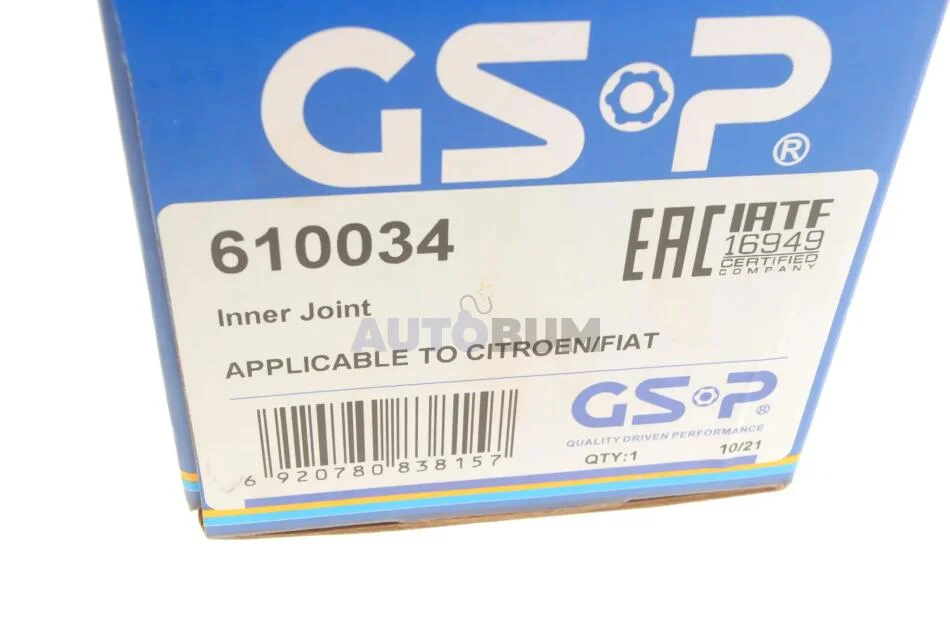 GSP®
610034
EAC
IATF
16949
CERTIFIED
COMPANY
Inner Joint
AUTOBUM
APPLICABLE TO CITROEN/FIAT
GSP®
QUALITY DRIVEN PERFORMANCE
QTY:1 10/21
6 920780 838157